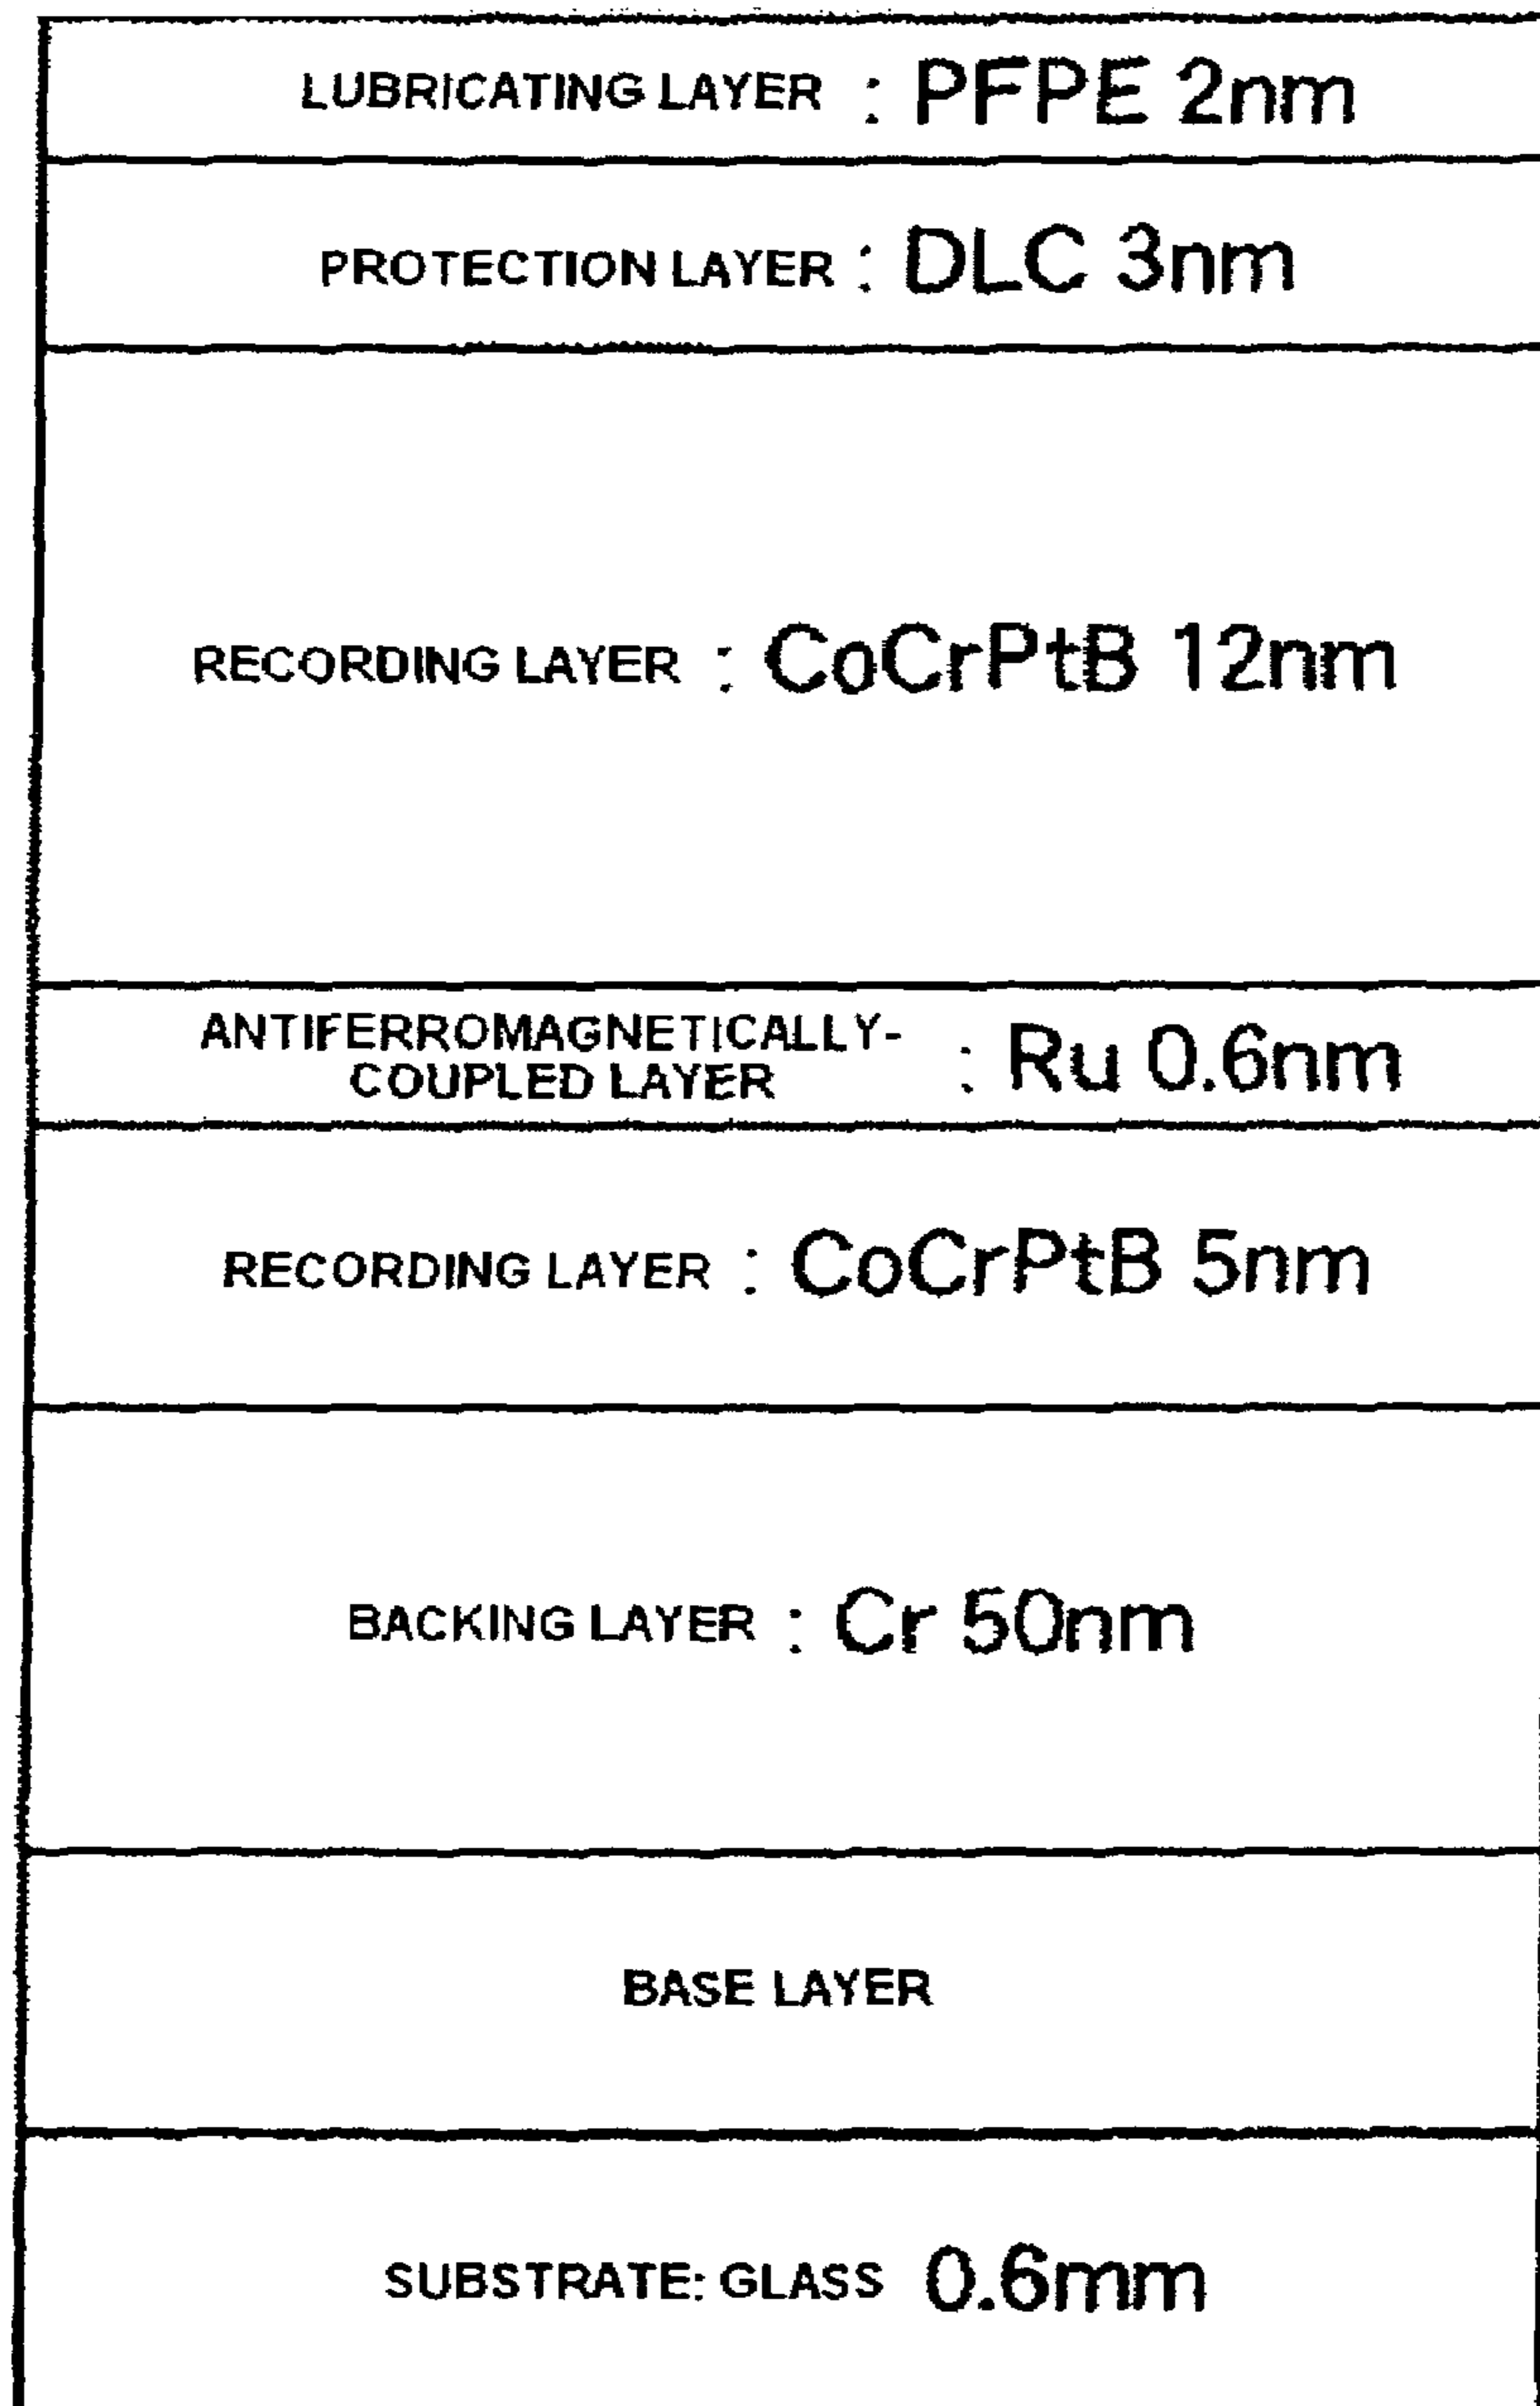 LUBRICATING LAYER : PFPE 2nm
PROTECTION LAYER : DLC 3nm
RECORDING LAYER : CoCrPtB 12nm
ANTIFERROMAGNETICALLY-
COUPLED LAYER : Ru 0.6nm
RECORDING LAYER : CoCrPtB 5nm
BACKING LAYER : Cr 50nm
BASE LAYER
SUBSTRATE: GLASS 0.6mm